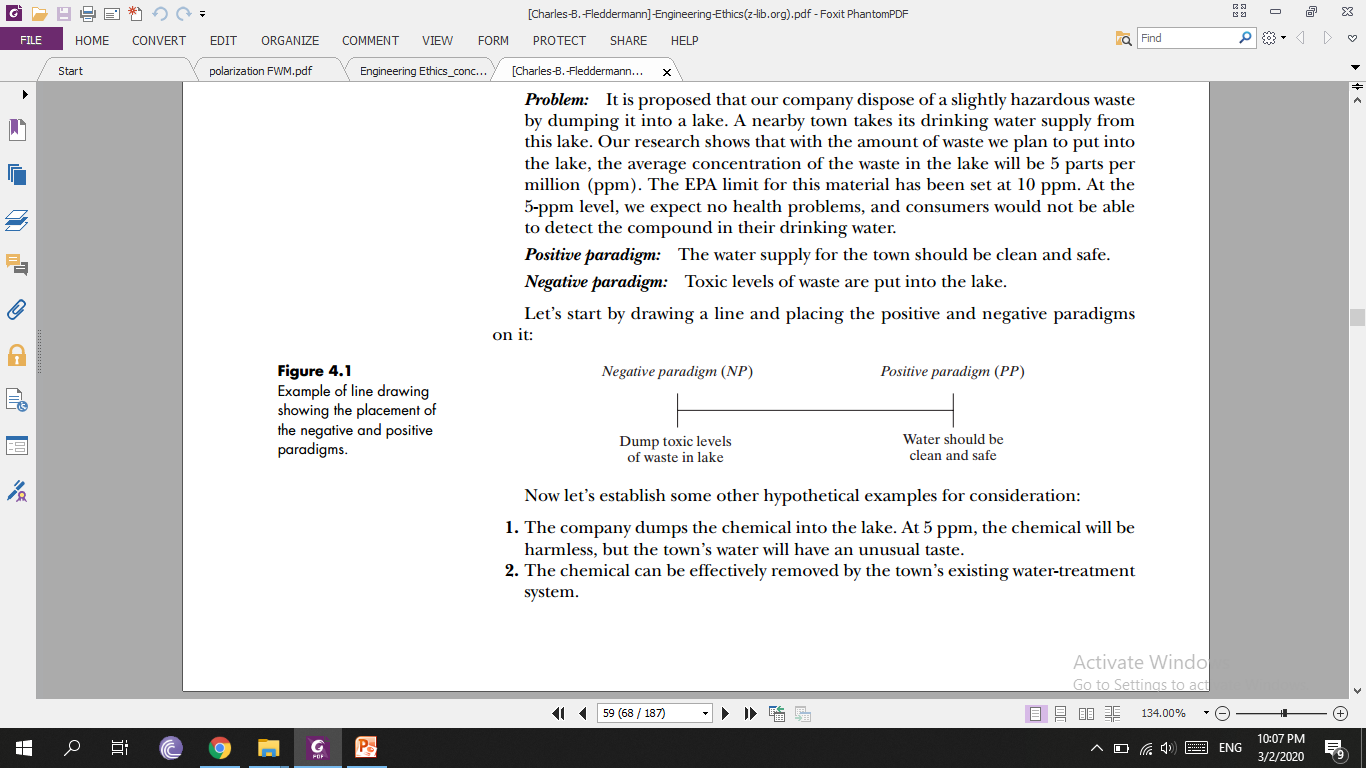 [Charles-B.-Fleddermann]-Engineering-Ethics(z-lib.org).pdf - Foxit PhantomPDF
FILE HOME CONVERT EDIT ORGANIZE COMMENT VIEW FORM PROTECT SHARE HELP
Find
Start
polarization FWM.pdf
Engineering Ethics_conc...
[Charles-B.-Fleddermann...
Problem: It is proposed that our company dispose of a slightly hazardous waste
by dumping it into a lake. A nearby town takes its drinking water supply from
this lake. Our research shows that with the amount of waste we plan to put into
the lake, the average concentration of the waste in the lake will be 5 parts per
million (ppm). The EPA limit for this material has been set at 10 ppm. At the
5-ppm level, we expect no health problems, and consumers would not be able
to detect the compound in their drinking water.
Positive paradigm: The water supply for the town should be clean and safe.
Negative paradigm: Toxic levels of waste are put into the lake.
Let's start by drawing a line and placing the positive and negative paradigms
on it:
Figure 4.1
Example of line drawing
showing the placement of
the negative and positive
paradigms.
Negative paradigm (NP)
Positive paradigm (PP)
Dump toxic levels
of waste in lake
Water should be
clean and safe
Now let's establish some other hypothetical examples for consideration:
1. The company dumps the chemical into the lake. At 5 ppm, the chemical will be
harmless, but the town's water will have an unusual taste.
2. The chemical can be effectively removed by the town's existing water-treatment
system.
Activate Windo
Go to Settings to act
59 (68 / 187)
134.00%
ENG
10:07 PM
3/2/2020
9